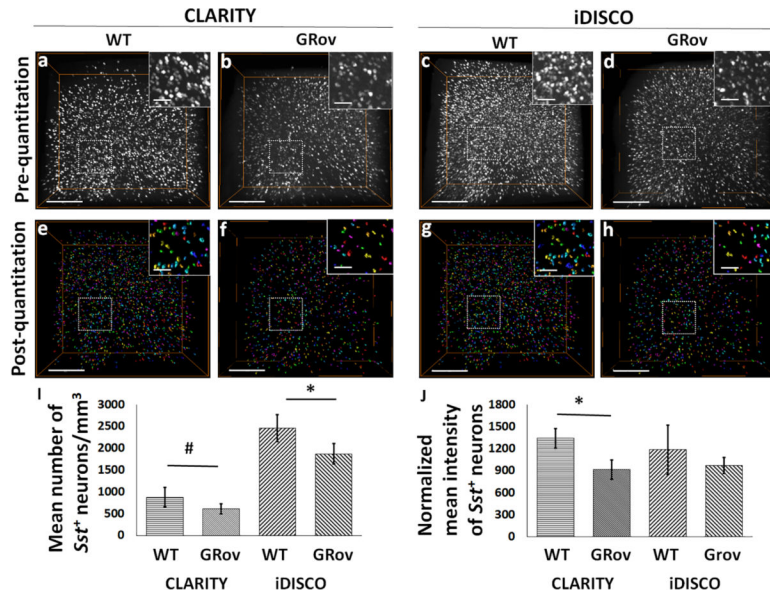 CLARITY iDISCO
WT GRov WT GRov
Pre-quantitation
a b c d
Post-quantitation
e f g h
I
Mean number of
Sst+ neurons/mm³
3000
2500
2000
1500
1000
500
0
#
*
WT GRov WT GRov
CLARITY iDISCO
J
Normalized
mean intensity
of Sst+ neurons
1800
1500
1200
900
600
300
0
*
WT GRov WT Grov
CLARITY iDISCO